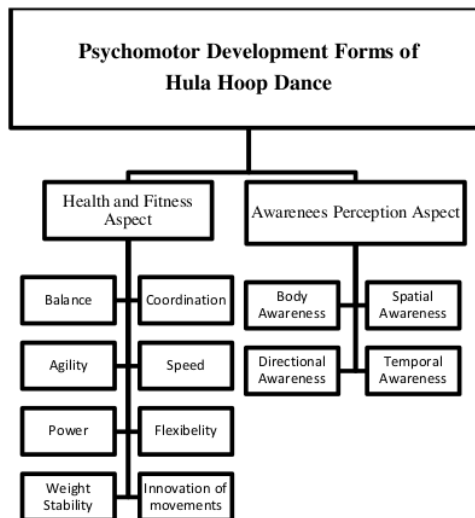 Psychomotor Development Forms of
Hula Hoop Dance
Health and Fitness
Aspect
Awarenees Perception Aspect
Balance
Coordination
Body
Awareness
Spatial
Awareness
Agility
Speed
Directional
Awareness
Temporal
Awareness
Power
Flexibelity
Weight
Stability
Innovation of
movements